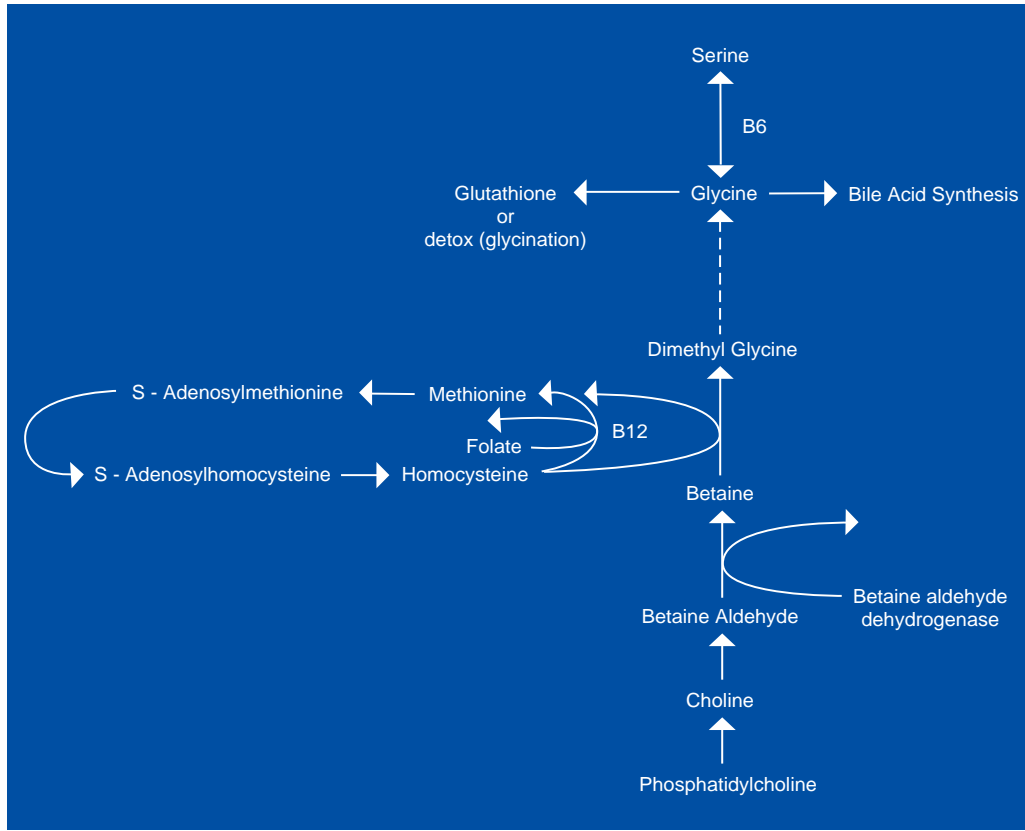 Serine
B6
Glutathione
or
detox (glycination)
Glycine
Bile Acid Synthesis
Dimethyl Glycine
S - Adenosylmethionine
Methionine
B12
Folate
S - Adenosylhomocysteine
Homocysteine
Betaine
Betaine aldehyde
dehydrogenase
Betaine Aldehyde
Choline
Phosphatidylcholine